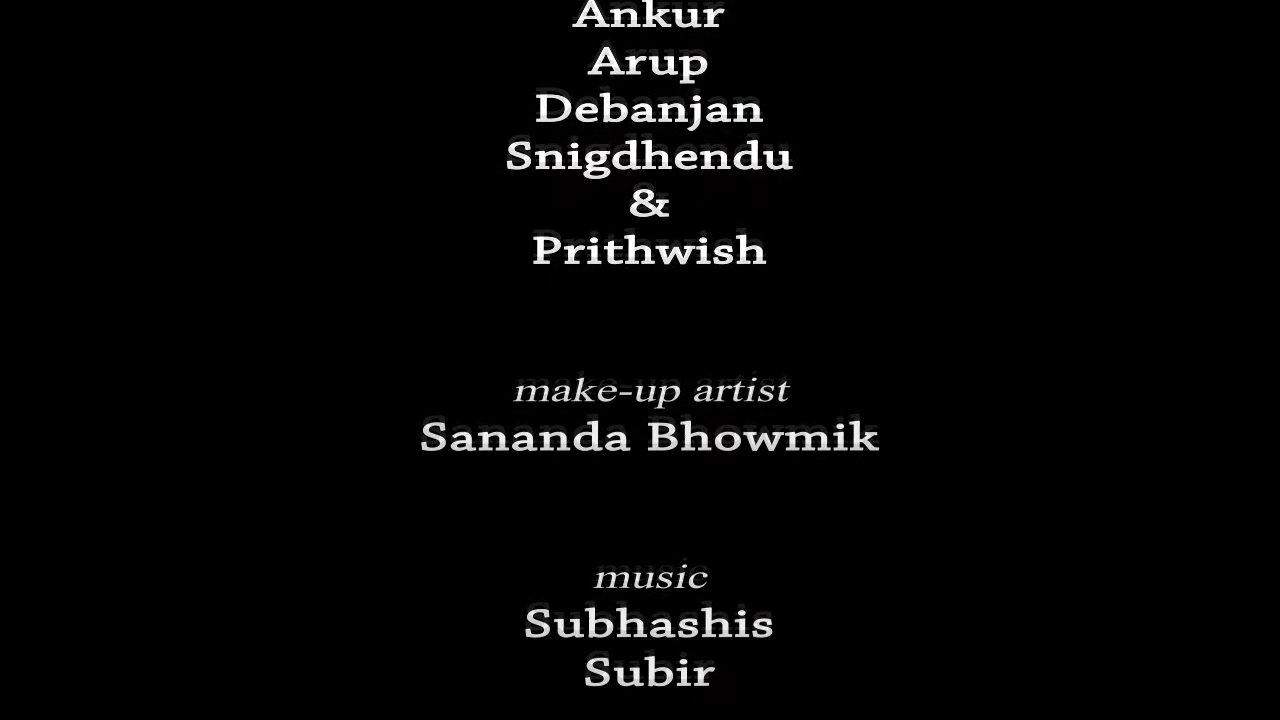 Ankur
Arup
Debanjan
Snigdhendu
&
Prithwish
make-up artist
Sananda Bhowmik
music
Subhashis
Subir